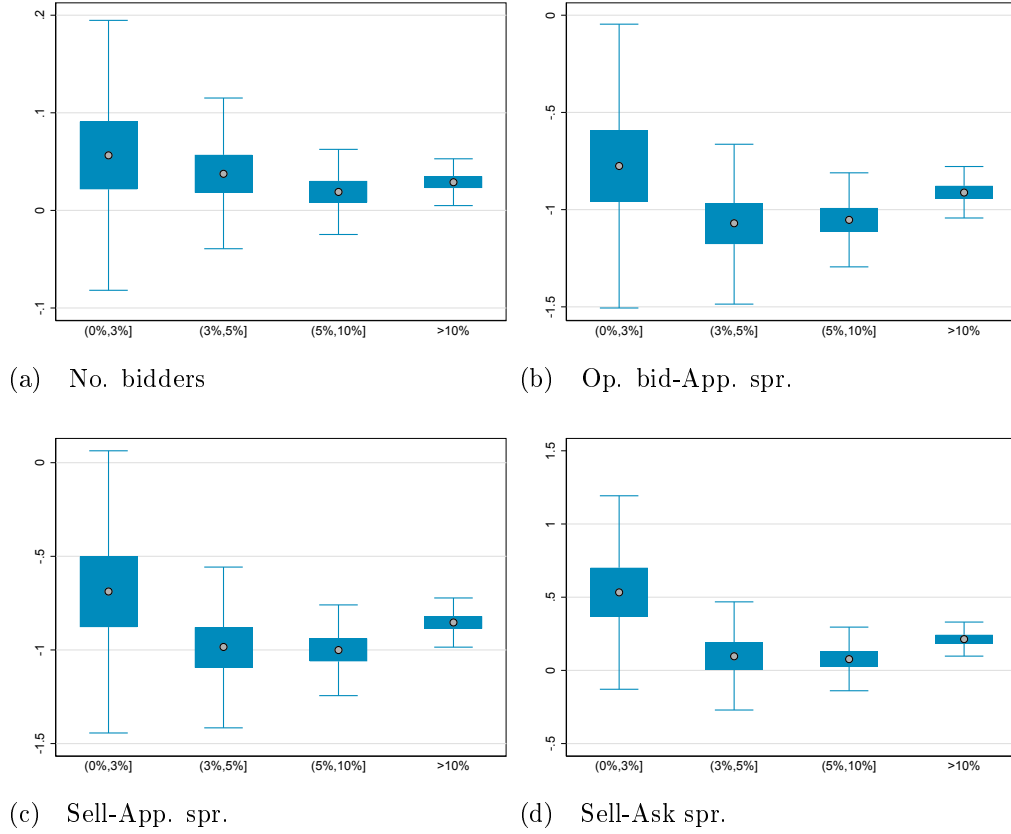 .2
.1
0
-.1
(0%,3%] (3%,5%] (5%,10%] >10%
(a) No. bidders
0
-.5
-1
-1.5
(0%,3%] (3%,5%] (5%,10%] >10%
(b) Op. bid-App. spr.
0
-.5
-1
-1.5
(0%,3%] (3%,5%] (5%,10%] >10%
(c) Sell-App. spr.
1.5
1
.5
0
-.5
(0%,3%] (3%,5%] (5%,10%] >10%
(d) Sell-Ask spr.